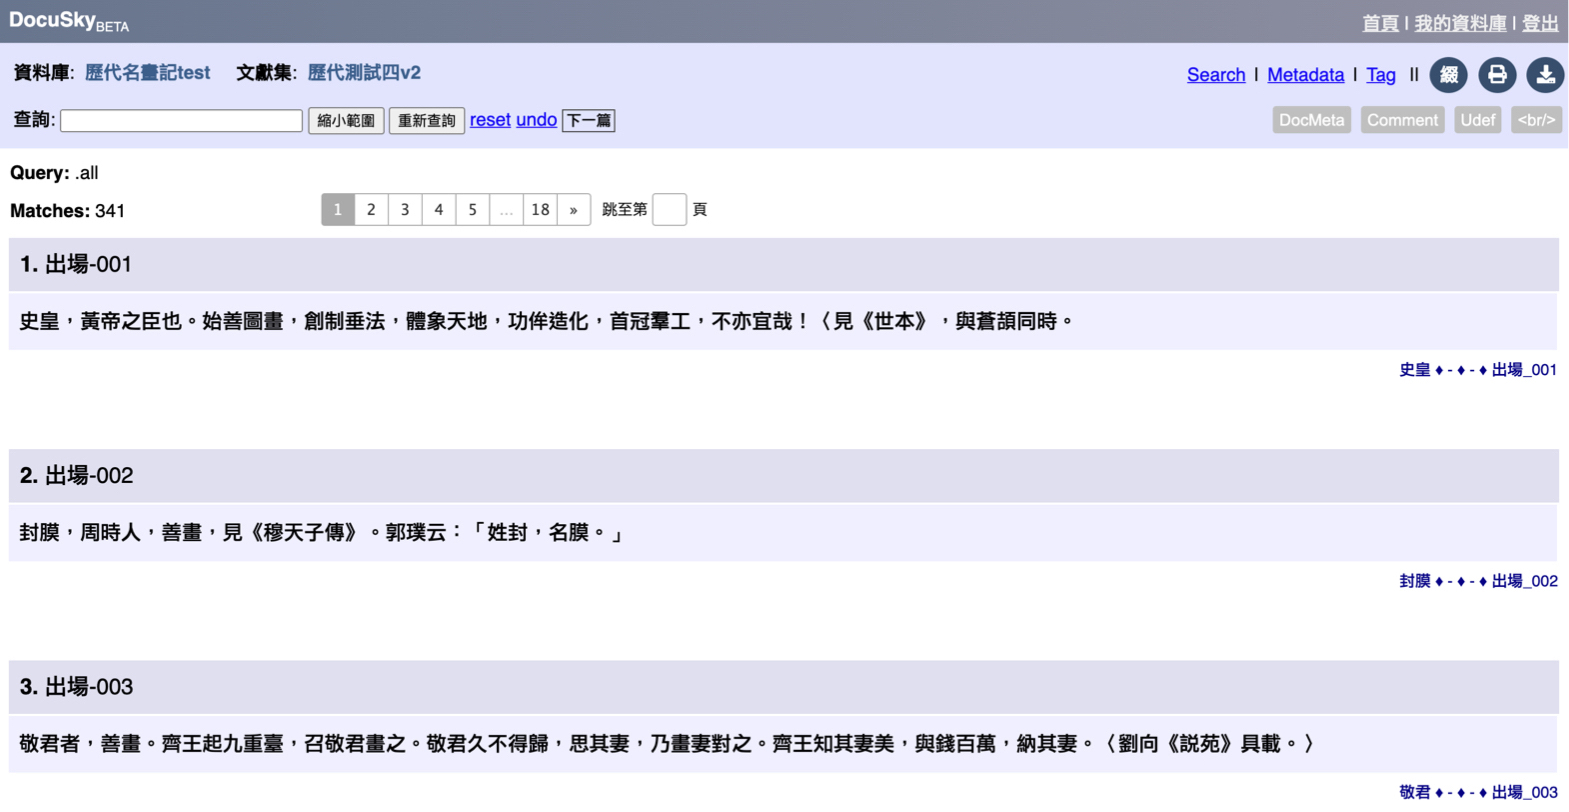 DocuSkyBETA
首頁 | 我的資料庫 | 登出
資料庫: 歷代名畫記test 文獻集: 歷代測試四v2
Search | Metadata | Tag || 綴
查詢: 縮小範圍 重新查詢 reset undo 下一篇
DocMeta Comment Udef <br/>
Query: .all
Matches: 341
1 2 3 4 5 ... 18 » 跳至第 頁
1. 出場-001
史皇，黃帝之臣也。始善圖畫，創制垂法，體象天地，功侔造化，首冠羣工，不亦宜哉！〈見《世本》，與蒼頡同時。
史皇 ♦ - ♦ - ♦ 出場_001
2. 出場-002
封膜，周時人，善畫，見《穆天子傳》。郭璞云：「姓封，名膜。」
封膜 ♦ - ♦ - ♦ 出場_002
3. 出場-003
敬君者，善畫。齊王起九重臺，召敬君畫之。敬君久不得歸，思其妻，乃畫妻對之。齊王知其妻美，與錢百萬，納其妻。〈劉向《説苑》具載。〉
敬君 ♦ - ♦ - ♦ 出場_003